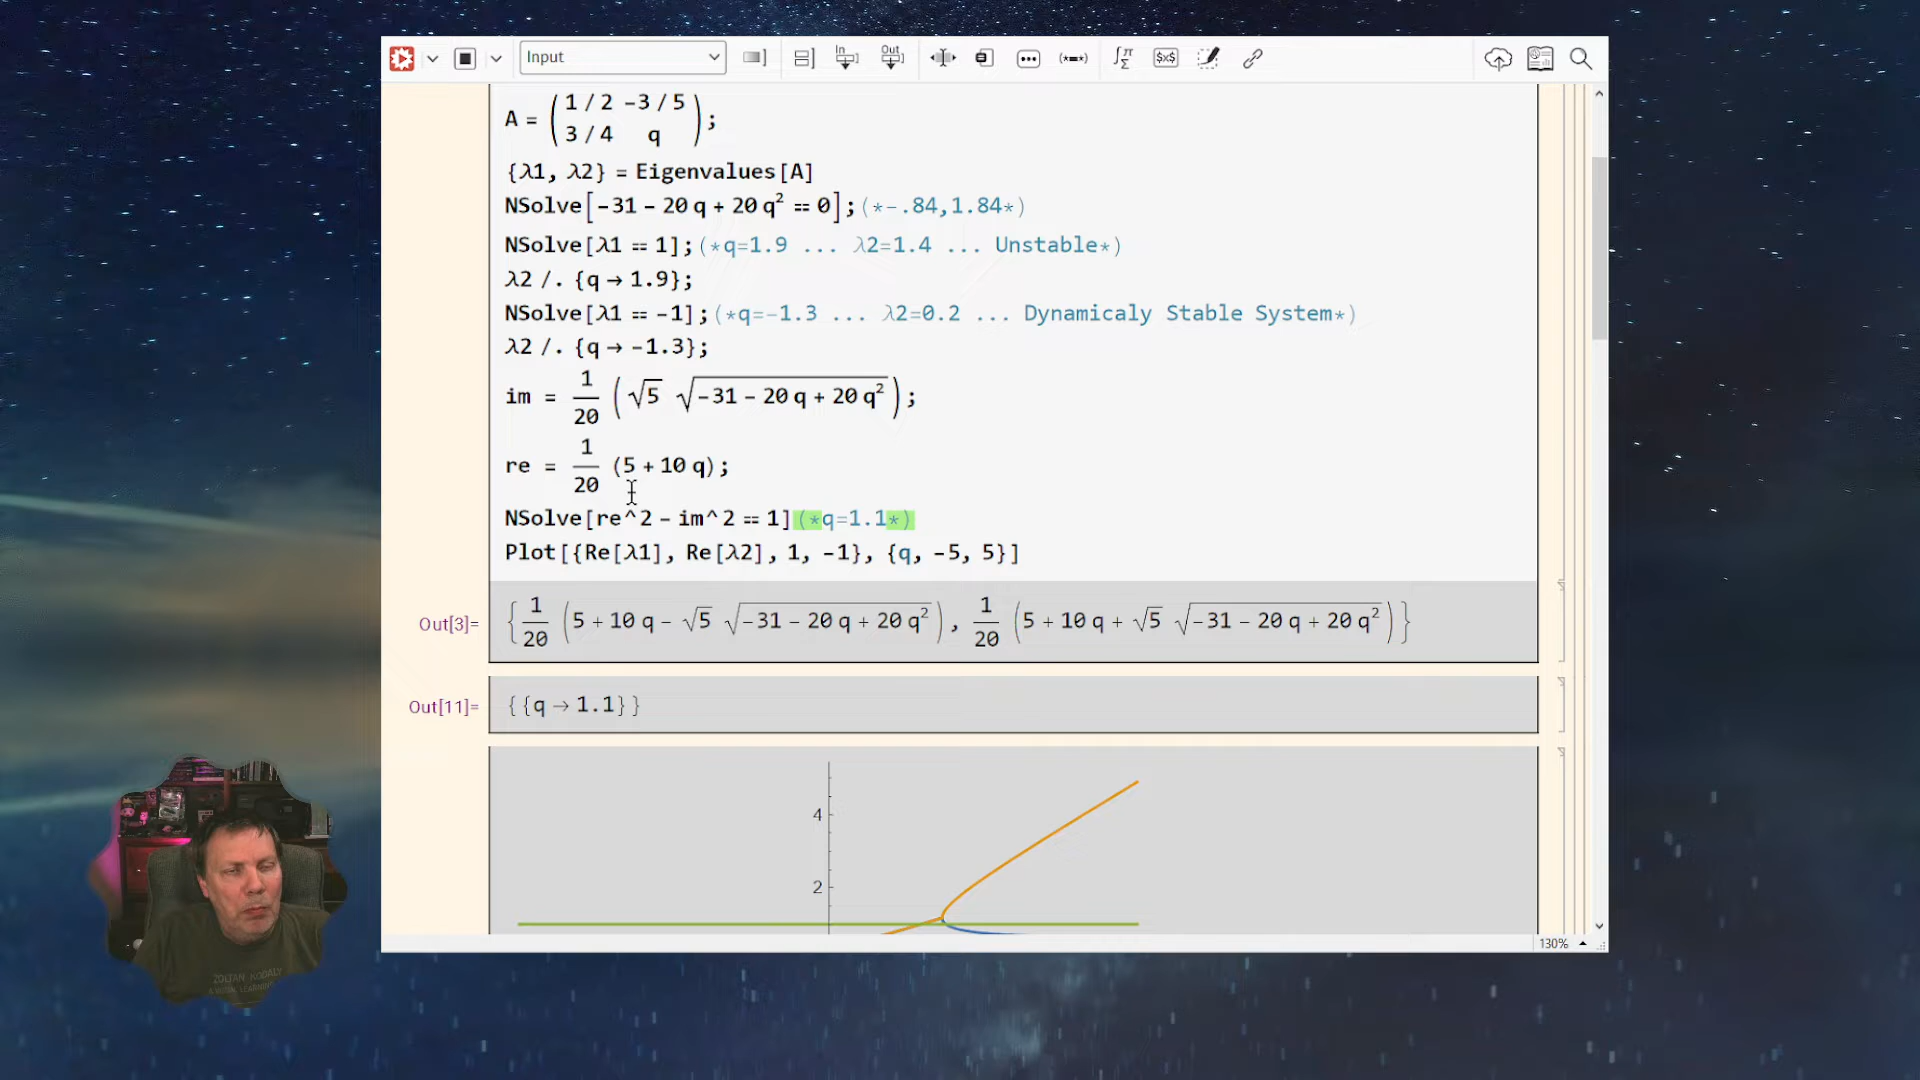 Input
In
Out
$x$
A = ( 1 / 2 -3 / 5
3 / 4 q ) ;
{λ1, λ2} = Eigenvalues[A]
NSolve[-31 - 20 q + 20 q² == 0]; (*-.84,1.84*)
NSolve[λ1 == 1]; (*q=1.9 ... λ2=1.4 ... Unstable*)
λ2 /. {q → 1.9};
NSolve[λ1 == -1]; (*q=-1.3 ... λ2=0.2 ... Dynamicaly Stable System*)
λ2 /. {q → -1.3};
im = 1/20 (√5 √(-31 - 20 q + 20 q²)) ;
re = 1/20 (5 + 10 q) ;
NSolve[re^2 - im^2 == 1] (*q=1.1*)
Plot[{Re[λ1], Re[λ2], 1, -1}, {q, -5, 5}]
Out[3]= {1/20 (5 + 10 q - √5 √(-31 - 20 q + 20 q²)), 1/20 (5 + 10 q + √5 √(-31 - 20 q + 20 q²))}
Out[11]= {{q → 1.1}}
4
2
130%
ZOLTAN KODALY